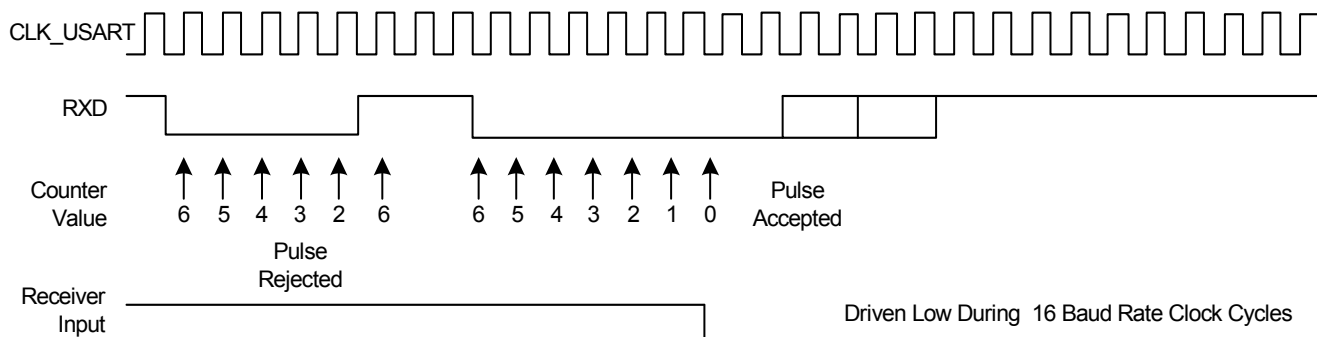 CLK_USART
RXD
Counter
Value
6 5 4 3 2 6 6 5 4 3 2 1 0
Pulse
Accepted
Pulse
Rejected
Receiver
Input
Driven Low During 16 Baud Rate Clock Cycles